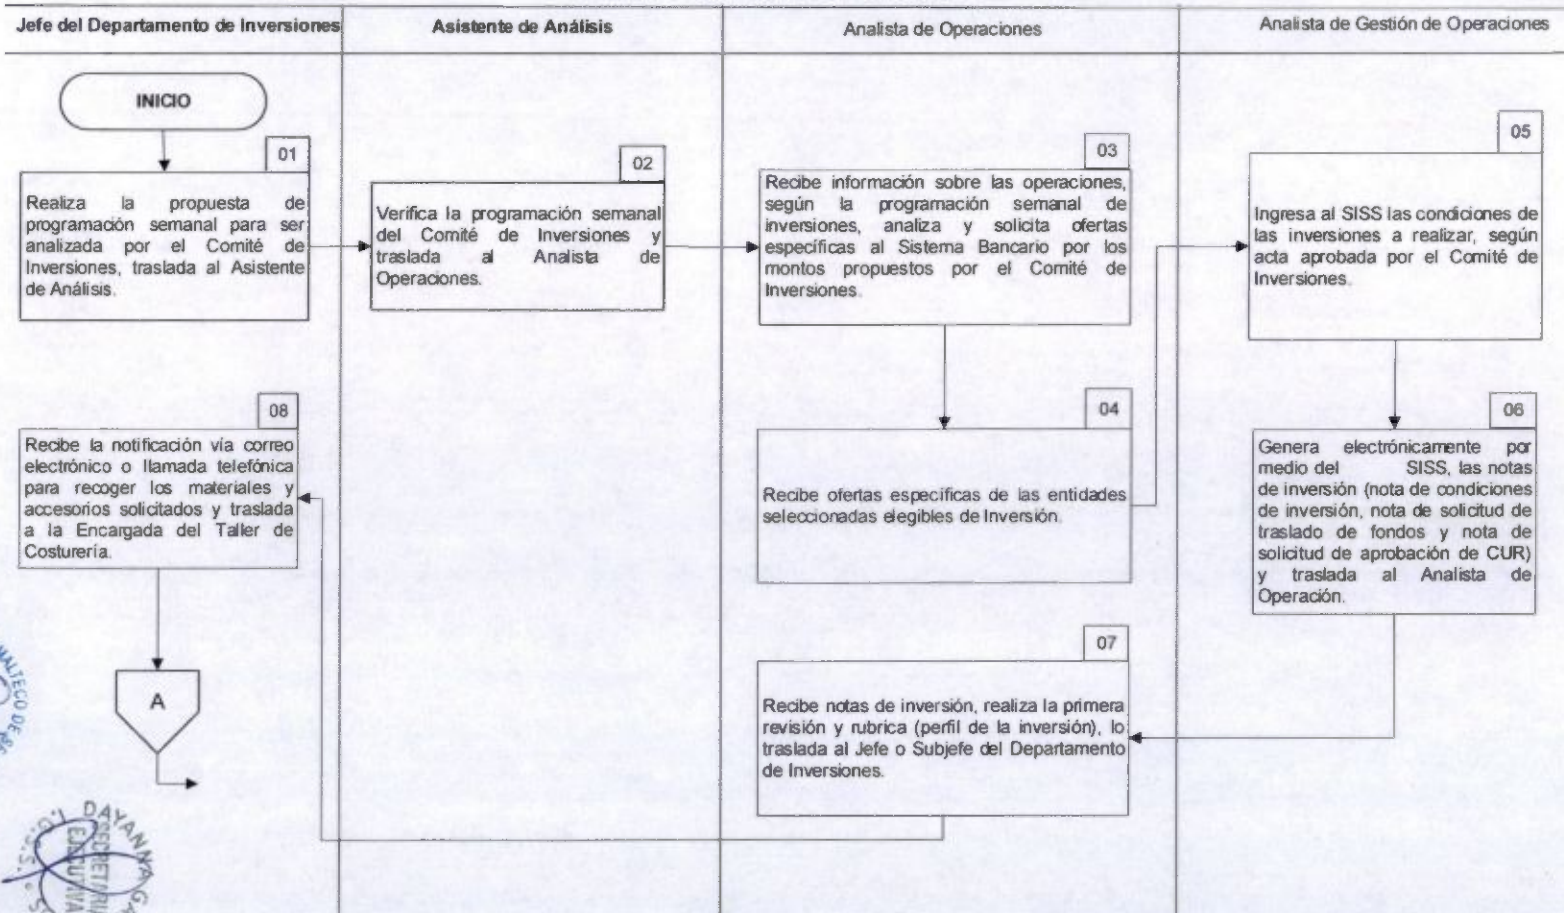 Jefe del Departamento de Inversiones
Asistente de Análisis
Analista de Operaciones
Analista de Gestión de Operaciones
INICIO
01
Realiza la propuesta de
programación semanal para ser
analizada por el Comité de
Inversiones, traslada al Asistente
de Análisis.
02
Verifica la programación semanal
del Comité de Inversiones y
traslada al Analista de
Operaciones.
03
Recibe información sobre las operaciones,
según la programación semanal de
inversiones, analiza y solicita ofertas
específicas al Sistema Bancario por los
montos propuestos por el Comité de
Inversiones.
04
Recibe ofertas específicas de las entidades
seleccionadas elegibles de Inversión.
05
Ingresa al SISS las condiciones de
las inversiones a realizar, según
acta aprobada por el Comité de
Inversiones.
06
Genera electrónicamente por
medio del SISS, las notas
de inversión (nota de condiciones
de inversión, nota de solicitud de
traslado de fondos y nota de
solicitud de aprobación de CUR)
y traslada al Analista de
Operación.
07
Recibe notas de inversión, realiza la primera
revisión y rubrica (perfil de la inversión), lo
traslada al Jefe o Subjefe del Departamento
de Inversiones.
08
Recibe la notificación vía correo
electrónico o llamada telefónica
para recoger los materiales y
accesorios solicitados y traslada
a la Encargada del Taller de
Costurería.
A
MALTECO DE SE
DAYANNA GA